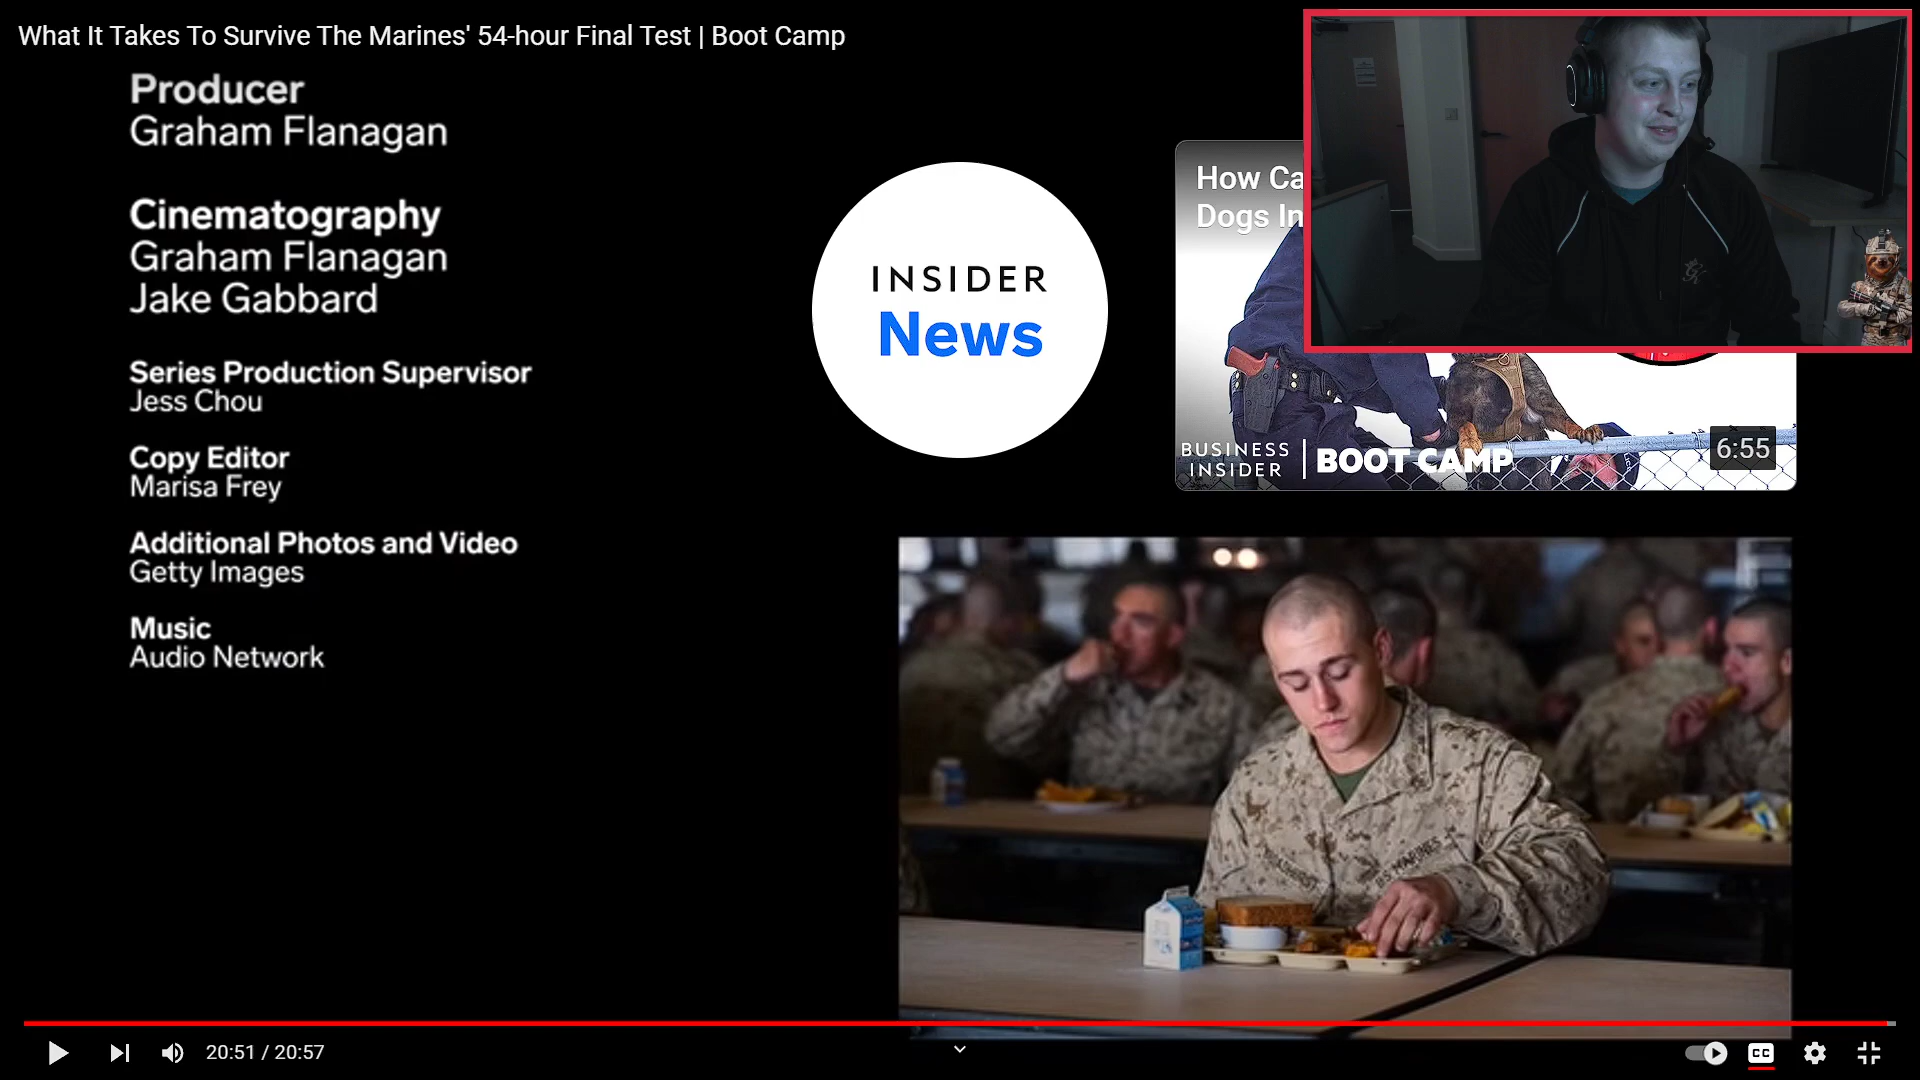 What It Takes To Survive The Marines' 54-hour Final Test | Boot Camp
Producer
Graham Flanagan
Cinematography
Graham Flanagan
Jake Gabbard
Series Production Supervisor
Jess Chou
Copy Editor
Marisa Frey
Additional Photos and Video
Getty Images
Music
Audio Network
INSIDER
News
How Ca
Dogs In
BUSINESS
INSIDER
BOOT CAMP
6:55
U.S. MARINES
20:51 / 20:57
CC